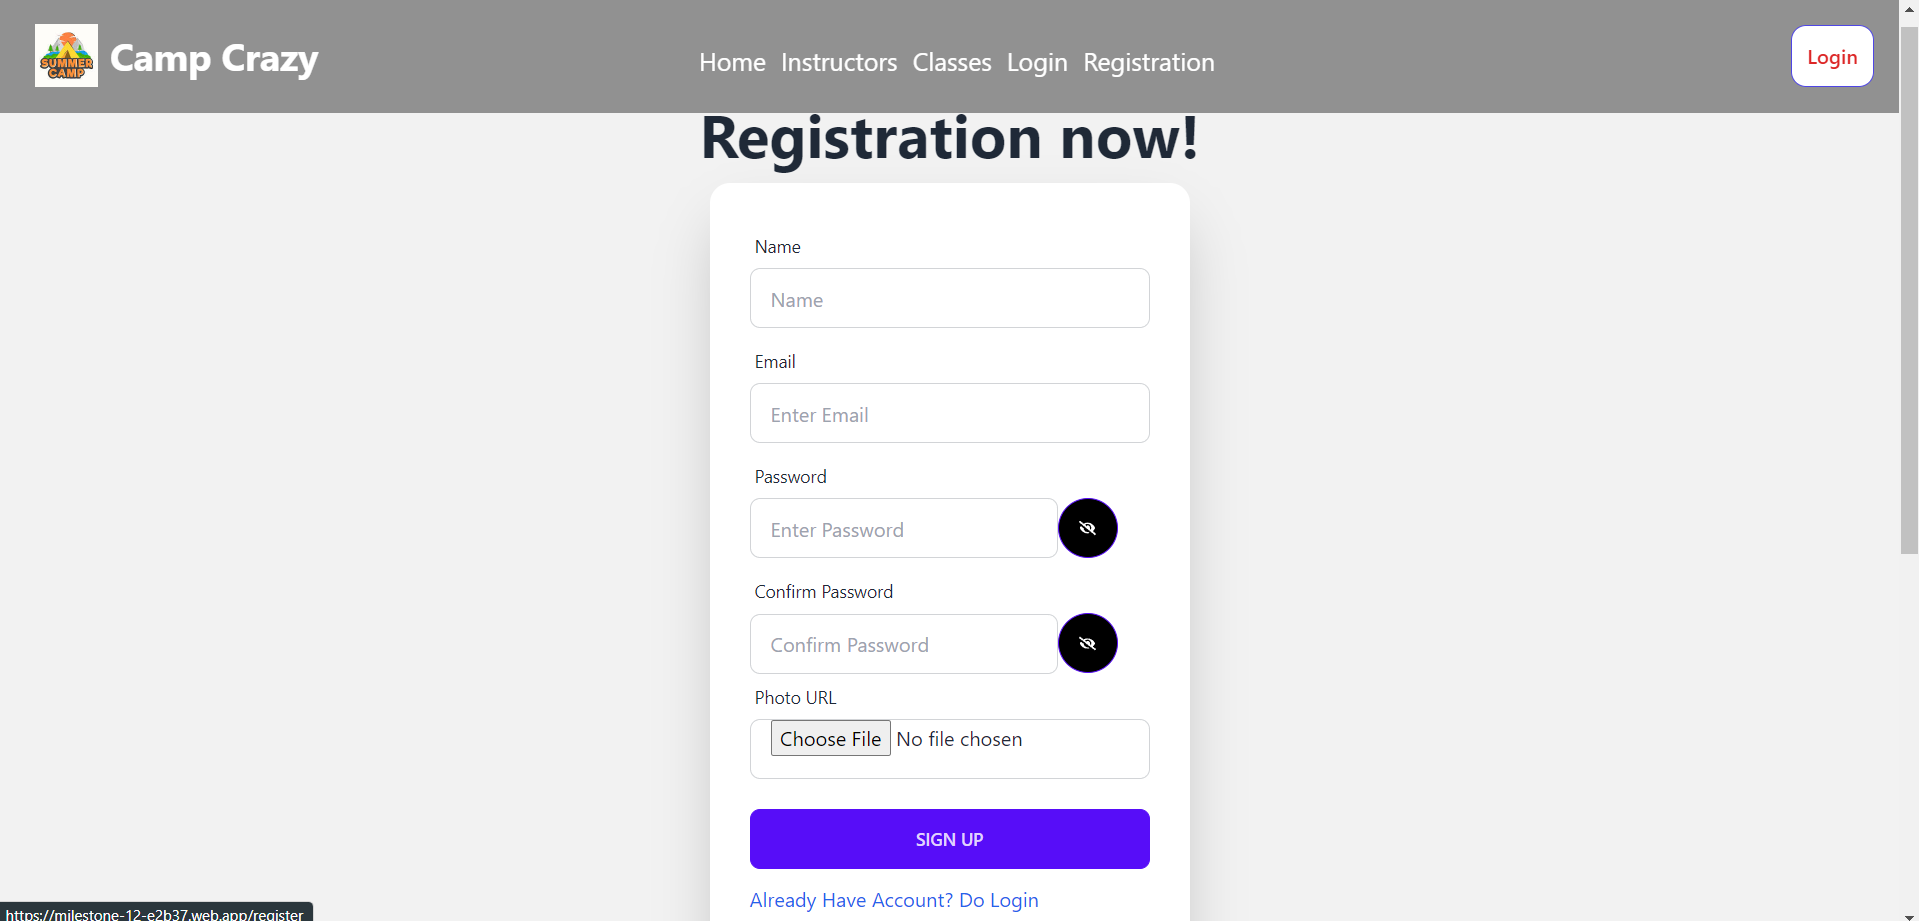 SUMMER
CAMP
Camp Crazy
Home Instructors Classes Login Registration
Login
Registration now!
Name
Name
Email
Enter Email
Password
Enter Password
Confirm Password
Confirm Password
Photo URL
Choose File No file chosen
SIGN UP
Already Have Account? Do Login
https://milestone-12-e2b37.web.app/register